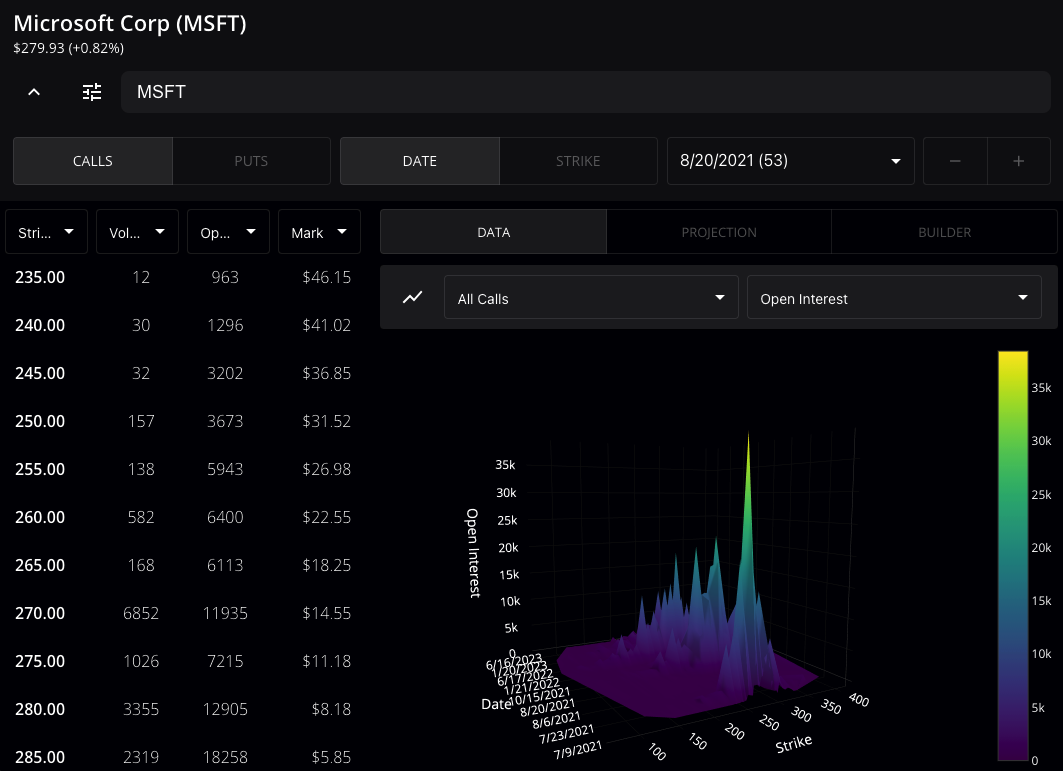 Microsoft Corp (MSFT)
$279.93 (+0.82%)
MSFT
CALLS PUTS DATE STRIKE 8/20/2021 (53) − +
Stri... Vol... Op... Mark DATA PROJECTION BUILDER
235.00 12 963 $46.15
240.00 30 1296 $41.02
245.00 32 3202 $36.85
250.00 157 3673 $31.52
255.00 138 5943 $26.98
260.00 582 6400 $22.55
265.00 168 6113 $18.25
270.00 6852 11935 $14.55
275.00 1026 7215 $11.18
280.00 3355 12905 $8.18
285.00 2319 18258 $5.85
All Calls Open Interest
35k
30k
25k
20k
15k
10k
5k
0
Open Interest
6/16/2023
1/20/2023
6/17/2022
1/21/2022
10/15/2021
8/20/2021
8/6/2021
7/23/2021
7/9/2021
Date
100 150 200 250 300 350 400
Strike
35k
30k
25k
20k
15k
10k
5k
0